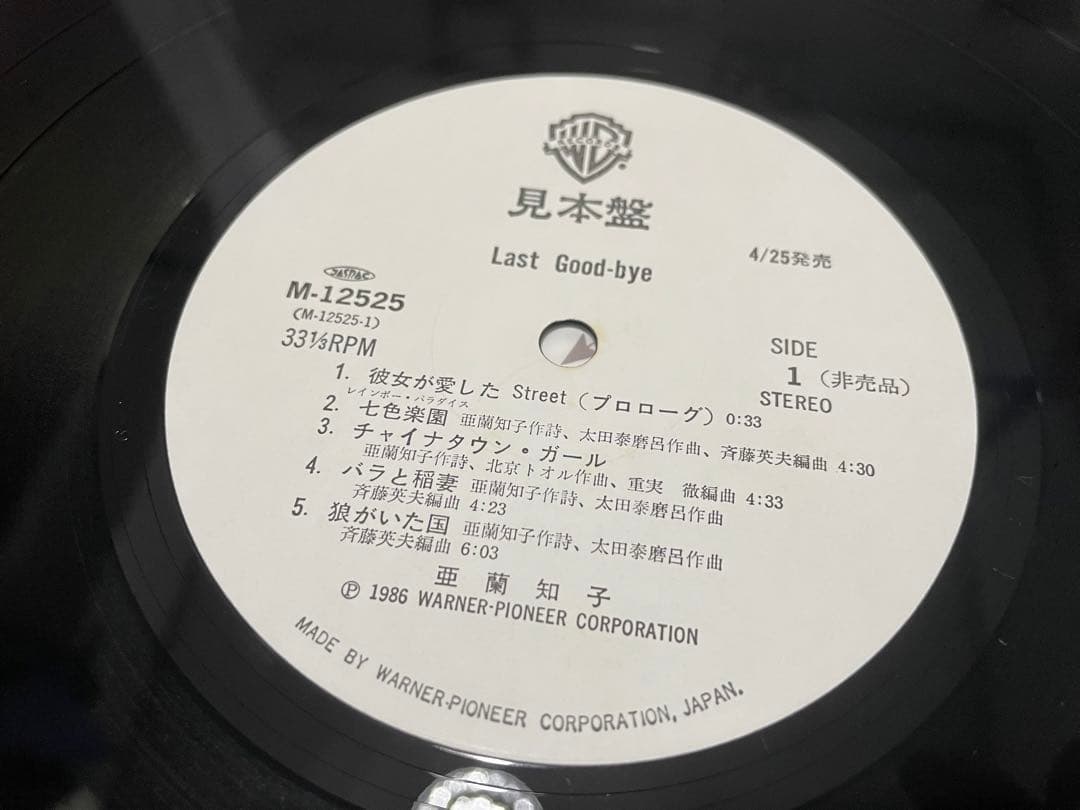 RECORDS
見本盤
Last Good-bye
4/25発売
JASRAC
M-12525
(M-12525-1)
33⅓RPM
SIDE
1 (非売品)
STEREO
1. 彼女が愛した Street (プロローグ) 0:33
レインボー・パラダイス
2. 七色楽園 亜蘭知子作詩、太田泰磨呂作曲、斉藤英夫編曲 4:30
3. チャイナタウン・ガール
亜蘭知子作詩、北京トオル作曲、重実 徹編曲 4:33
4. バラと稲妻 亜蘭知子作詩、太田泰磨呂作曲
斉藤英夫編曲 4:23
5. 狼がいた国 亜蘭知子作詩、太田泰磨呂作曲
斉藤英夫編曲 6:03
亜蘭知子
℗ 1986 WARNER-PIONEER CORPORATION
MADE BY WARNER-PIONEER CORPORATION, JAPAN.